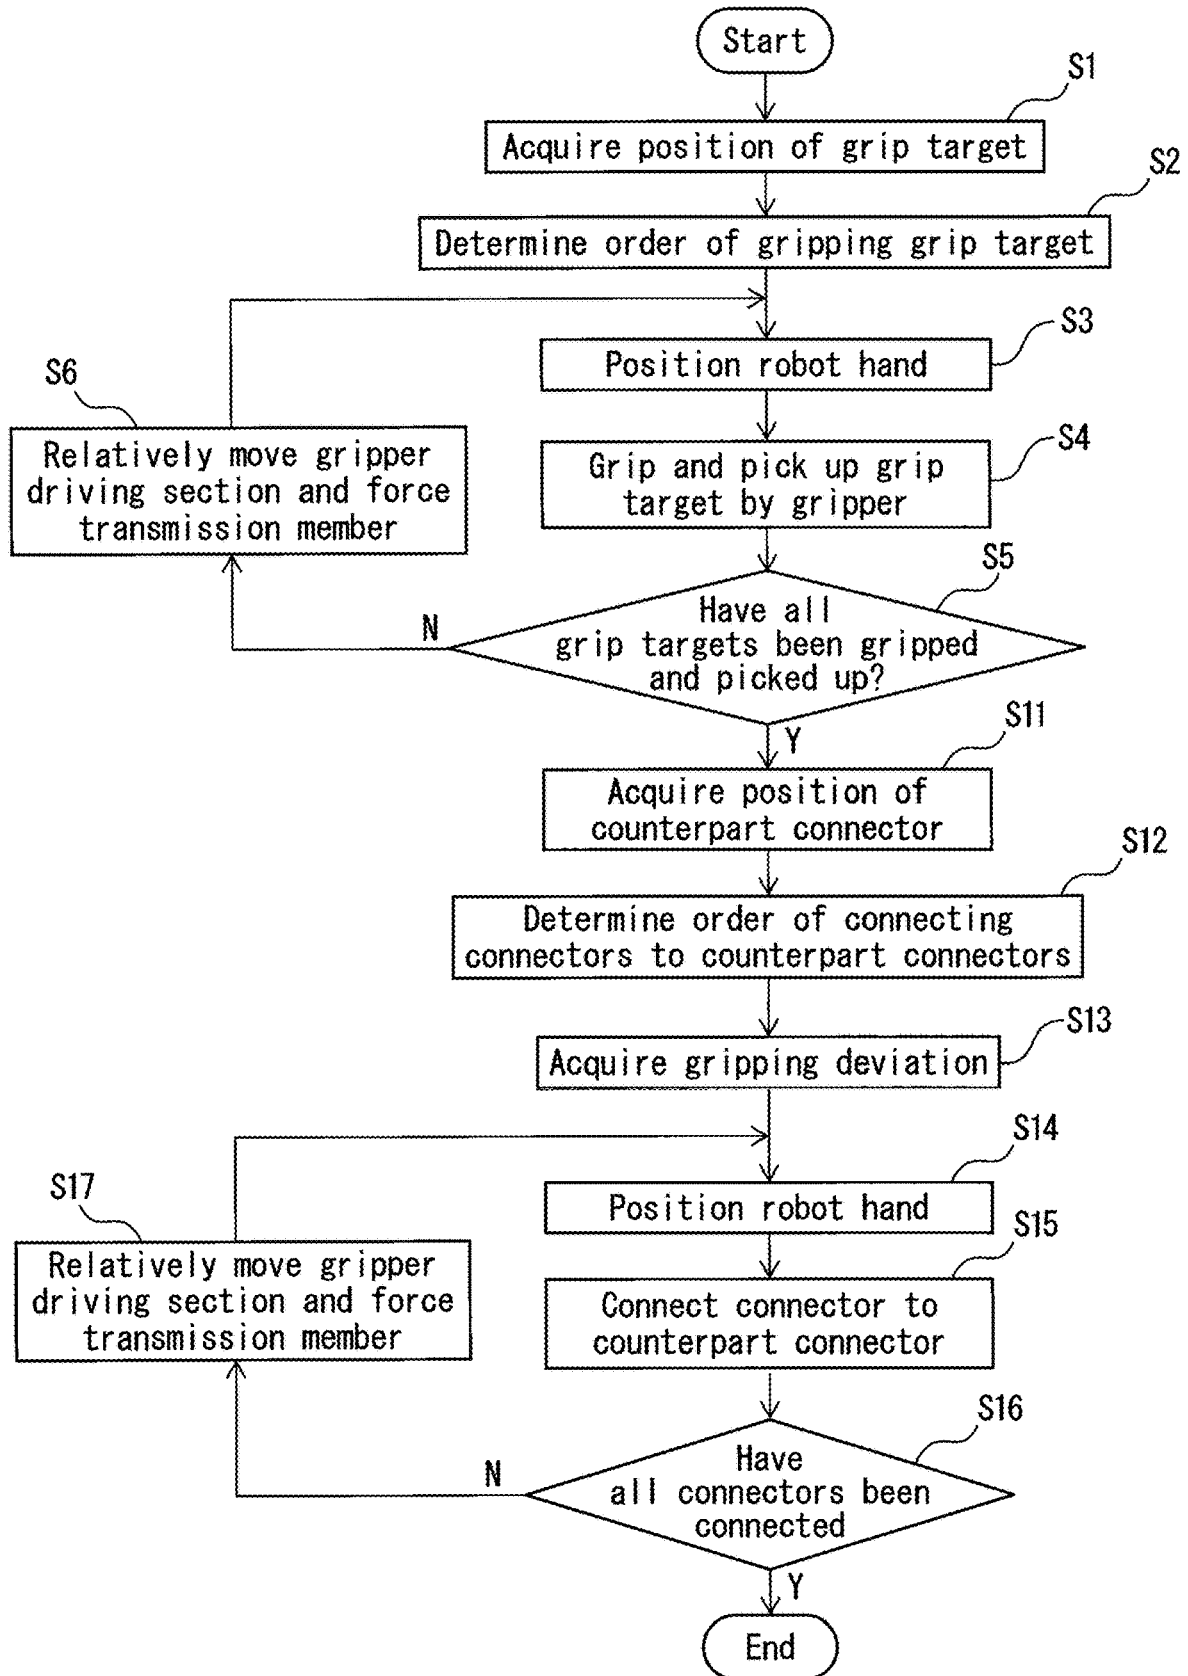 Start
S1
Acquire position of grip target
S2
Determine order of gripping grip target
S3
Position robot hand
S6
Relatively move gripper
driving section and force
transmission member
S4
Grip and pick up grip
target by gripper
S5
Have all
grip targets been gripped
and picked up?
N
Y
S11
Acquire position of
counterpart connector
S12
Determine order of connecting
connectors to counterpart connectors
S13
Acquire gripping deviation
S14
Position robot hand
S17
Relatively move gripper
driving section and force
transmission member
S15
Connect connector to
counterpart connector
S16
Have
all connectors been
connected
N
Y
End